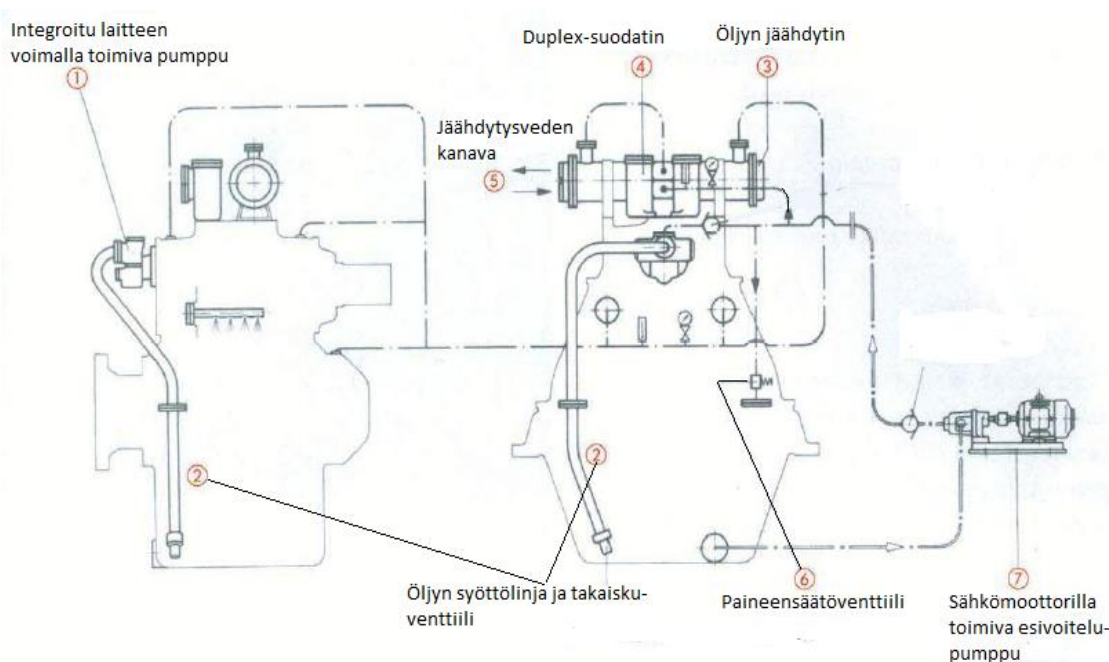 Integroitu laitteen
voimalla toimiva pumppu
1
Duplex-suodatin
4
Öljyn jäähdytin
3
Jäähdytysveden
kanava
5
2
2
Öljyn syöttölinja ja takaisku-
venttiili
6
Paineensäätöventtiili
7
Sähkömoottorilla
toimiva esivoitelu-
pumppu